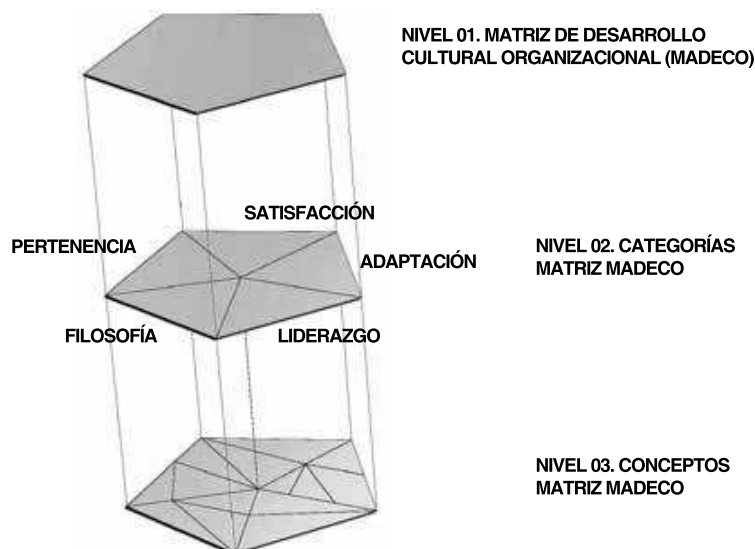 NIVEL 01. MATRIZ DE DESARROLLO
CULTURAL ORGANIZACIONAL (MADECO)
SATISFACCIÓN
PERTENENCIA
ADAPTACIÓN
NIVEL 02. CATEGORÍAS
MATRIZ MADECO
FILOSOFÍA
LIDERAZGO
NIVEL 03. CONCEPTOS
MATRIZ MADECO